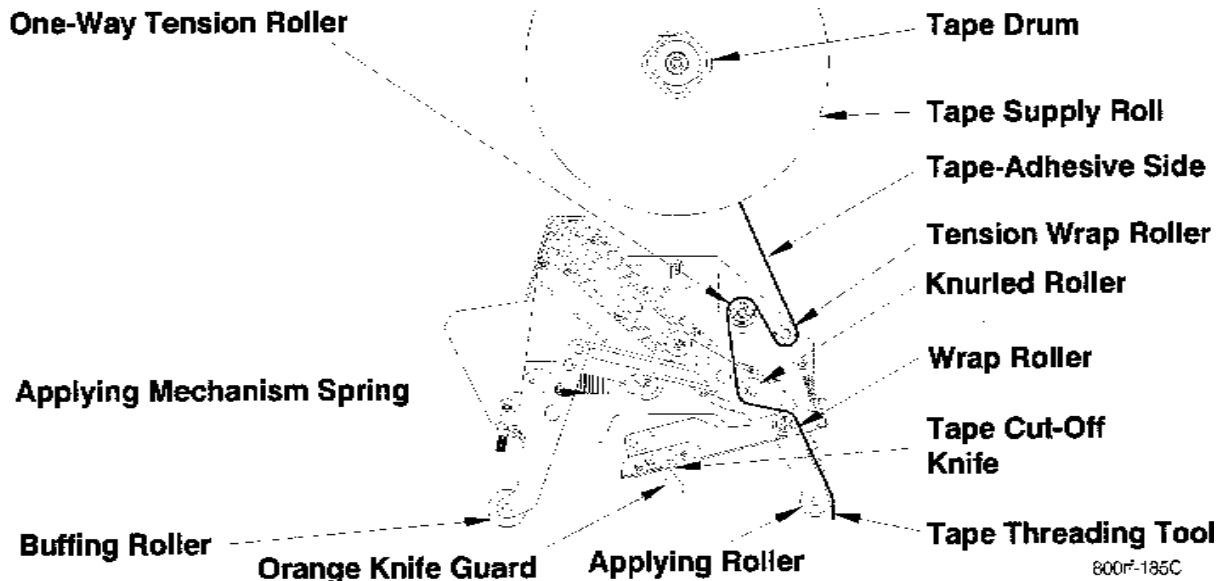 One-Way Tension Roller
Tape Drum
Tape Supply Roll
Tape-Adhesive Side
Tension Wrap Roller
Knurled Roller
Wrap Roller
Applying Mechanism Spring
Tape Cut-Off
Knife
Buffing Roller
Orange Knife Guard
Applying Roller
Tape Threading Tool